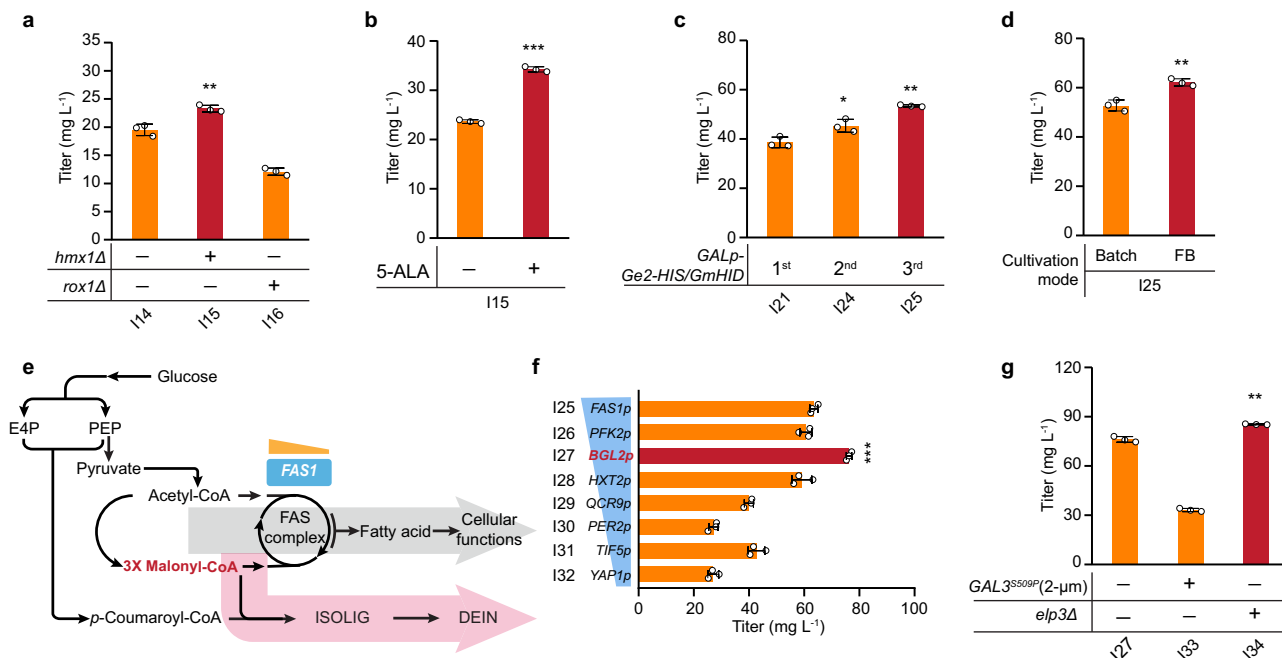 a
Titer (mg L⁻¹)
35
30
25
20
15
10
5
0
**
hmx1Δ – + –
rox1Δ – – +
I14 I15 I16
b
Titer (mg L⁻¹)
40
30
20
10
0
***
5-ALA – +
I15
c
Titer (mg L⁻¹)
80
60
40
20
0
* **
GALp-
Ge2-HIS/GmHID 1st 2nd 3rd
I21 I24 I25
d
Titer (mg L⁻¹)
80
60
40
20
0
**
Cultivation
mode
Batch FB
I25
e
Glucose
E4P PEP
Pyruvate
FAS1
Acetyl-CoA
FAS
complex
Fatty acid
Cellular
functions
3X Malonyl-CoA
p-Coumaroyl-CoA ISOLIG DEIN
f
I25 FAS1p
I26 PFK2p
I27 BGL2p ***
I28 HXT2p
I29 QCR9p
I30 PER2p
I31 TIF5p
I32 YAP1p
0 20 40 60 80 100
Titer (mg L⁻¹)
g
Titer (mg L⁻¹)
120
90
60
30
0
**
GAL3S509P(2-μm) – + –
elp3Δ – – +
I27 I33 I34